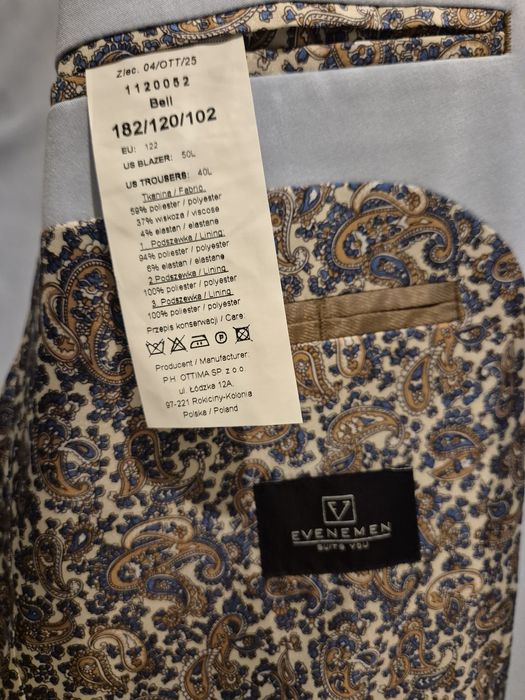 Zlec. 04/OTT/25
1120052
Bell
182/120/102
EU: 122
US BLAZER: 50L
US TROUSERS: 40L
Tkanina / Fabric:
59% poliester / polyester
37% wiskoza / viscose
4% elastan / elastane
1. Podszewka / Lining:
94% poliester / polyester
6% elastan / elastane
2. Podszewka / Lining:
100% poliester / polyester
3. Podszewka / Lining:
100% poliester / polyester
Przepis konserwacji / Care:
P
Producent / Manufacturer:
P.H. OTTIMA SP. z o.o.
ul. Łódzka 12A,
97-221 Rokiciny-Kolonia
Polska / Poland
V
EVENEMEN
SUITS YOU